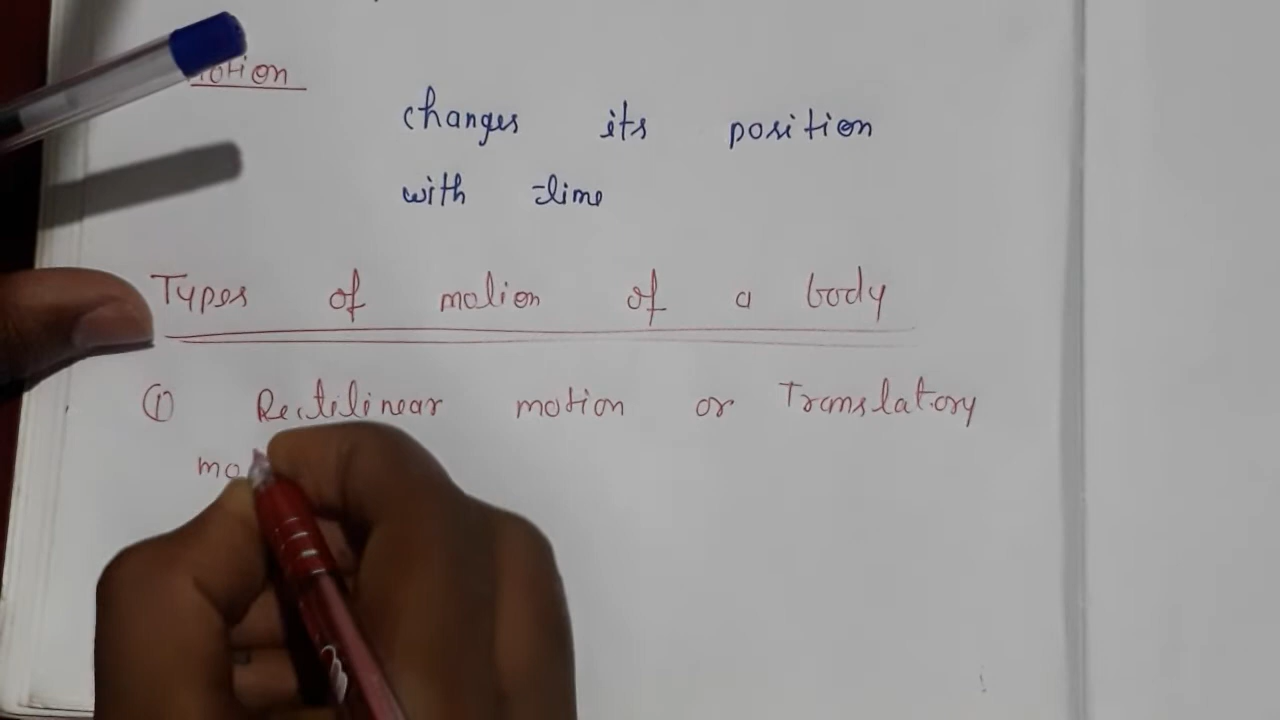 changes its position
with time
Types of motion of a body
① Rectilinear motion or Translatory
mo